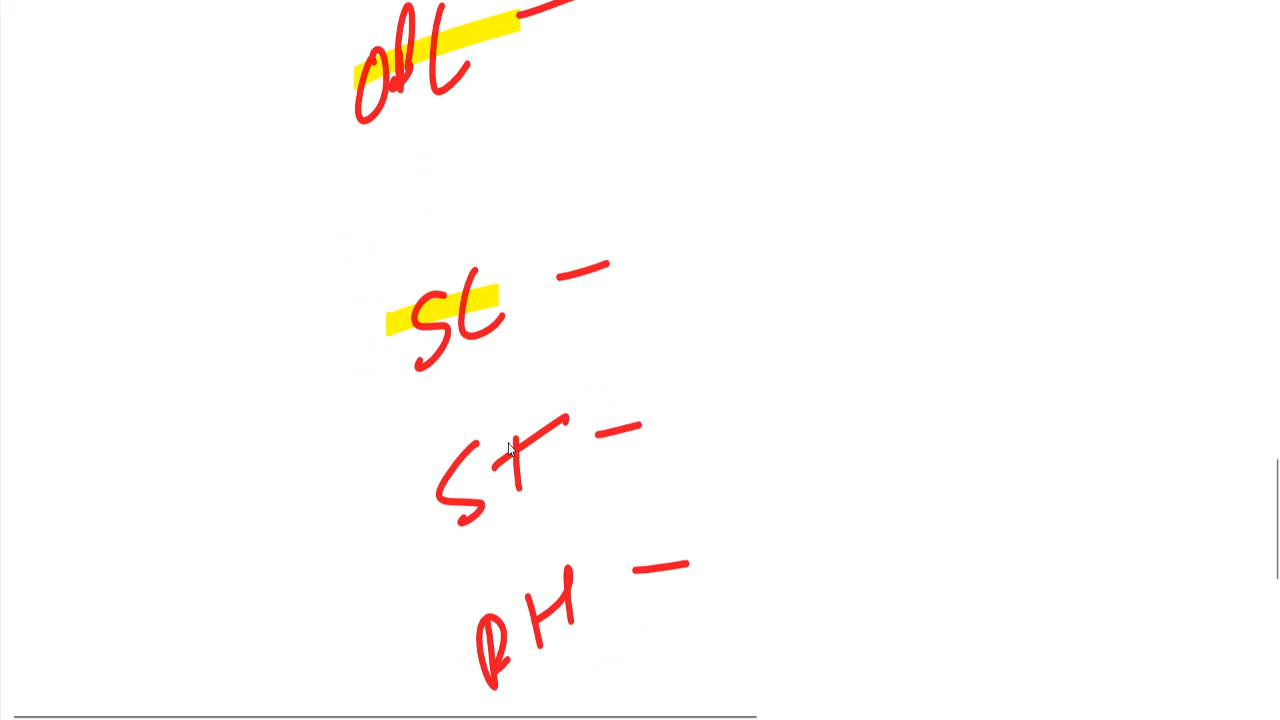 OBC –
SC –
ST –
PH –